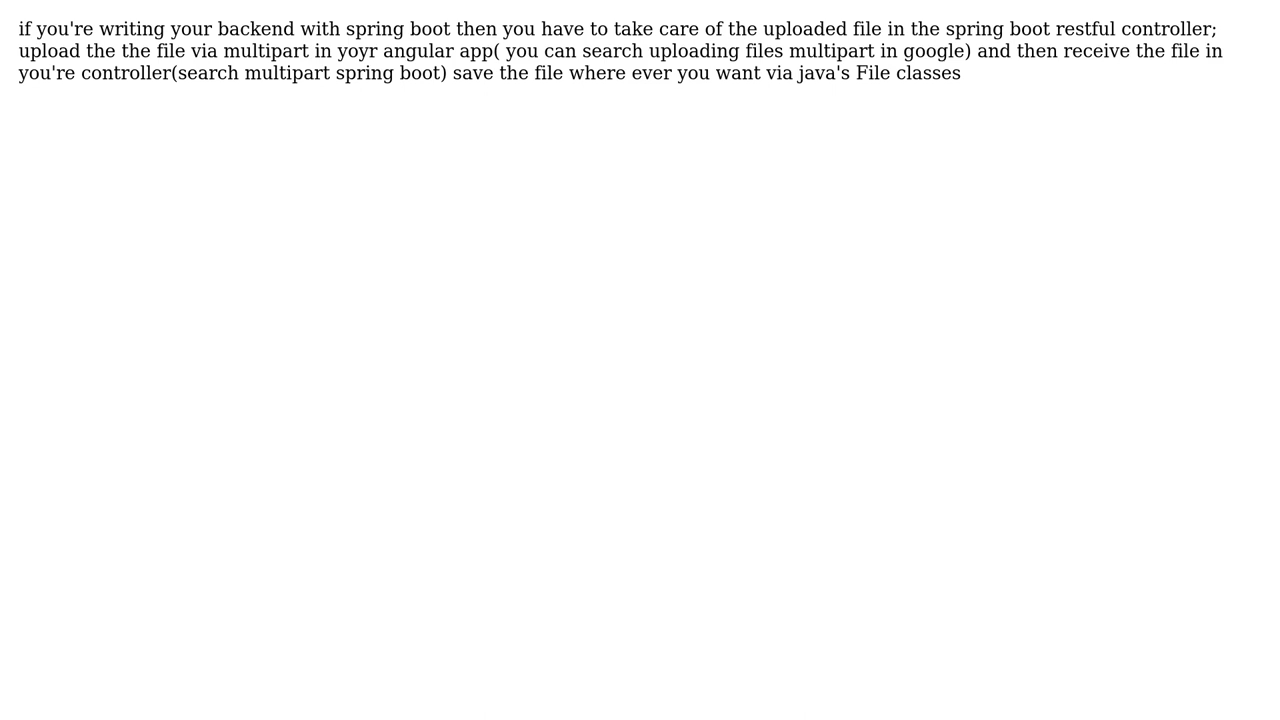 if you're writing your backend with spring boot then you have to take care of the uploaded file in the spring boot restful controller;
upload the the file via multipart in yoyr angular app( you can search uploading files multipart in google) and then receive the file in
you're controller(search multipart spring boot) save the file where ever you want via java's File classes